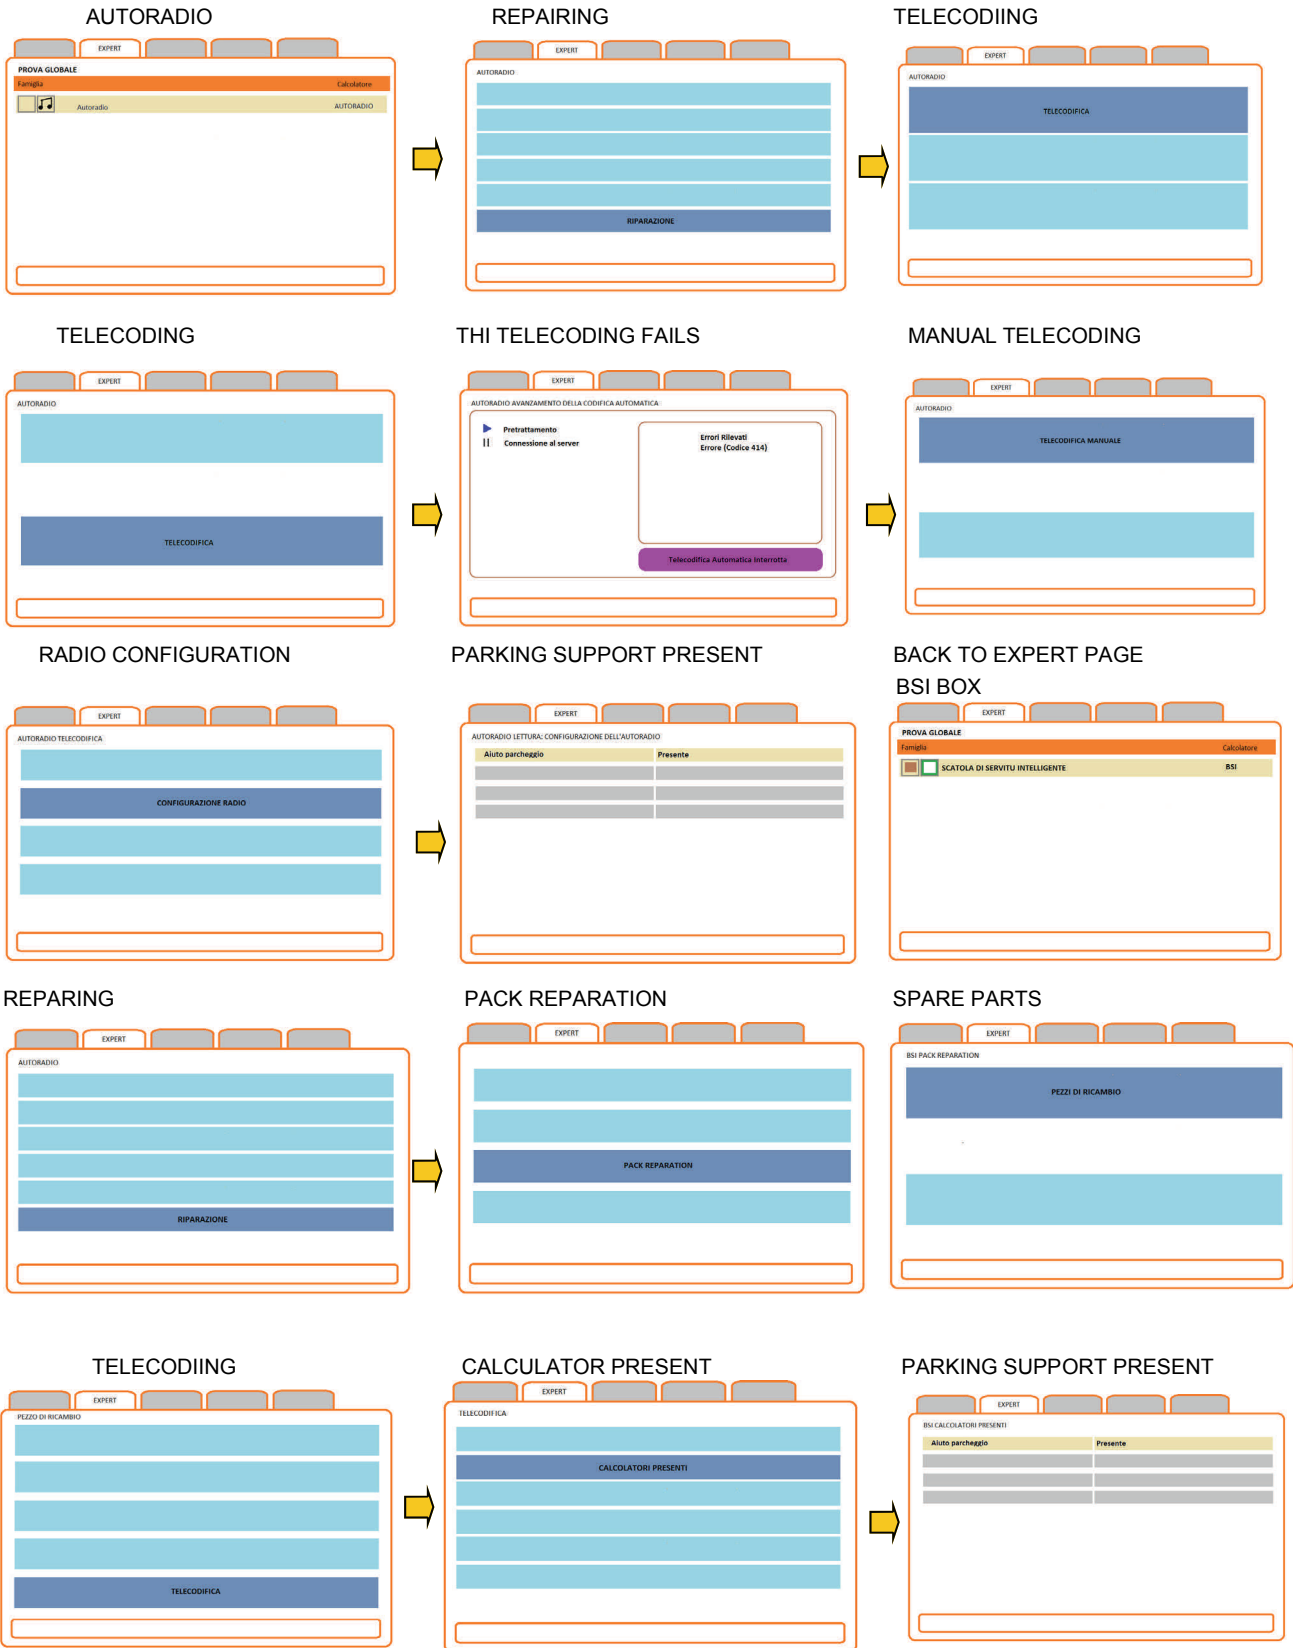 AUTORADIO
EXPERT
PROVA GLOBALE
Famiglia Calcolatore
Autoradio AUTORADIO
REPAIRING
EXPERT
AUTORADIO
RIPARAZIONE
TELECODIING
EXPERT
AUTORADIO
TELECODIFICA
TELECODING
EXPERT
AUTORADIO
TELECODIFICA
THI TELECODING FAILS
EXPERT
AUTORADIO AVANZAMENTO DELLA CODIFICA AUTOMATICA
Pretrattamento
Connessione al server
Errori Rilevati
Errore (Codice 414)
Telecodifica Automatica Interrotta
MANUAL TELECODING
EXPERT
AUTORADIO
TELECODIFICA MANUALE
RADIO CONFIGURATION
EXPERT
AUTORADIO TELECODIFICA
CONFIGURAZIONE RADIO
PARKING SUPPORT PRESENT
EXPERT
AUTORADIO LETTURA: CONFIGURAZIONE DELL'AUTORADIO
Aiuto parcheggio Presente
BACK TO EXPERT PAGE
BSI BOX
EXPERT
PROVA GLOBALE
Famiglia Calcolatore
SCATOLA DI SERVITU INTELLIGENTE BSI
REPARING
EXPERT
AUTORADIO
RIPARAZIONE
PACK REPARATION
EXPERT
PACK REPARATION
SPARE PARTS
EXPERT
BSI PACK REPARATION
PEZZI DI RICAMBIO
TELECODIING
EXPERT
PEZZO DI RICAMBIO
TELECODIFICA
CALCULATOR PRESENT
EXPERT
TELECODIFICA
CALCOLATORI PRESENTI
PARKING SUPPORT PRESENT
EXPERT
BSI CALCOLATORI PRESENTI
Aiuto parcheggio Presente